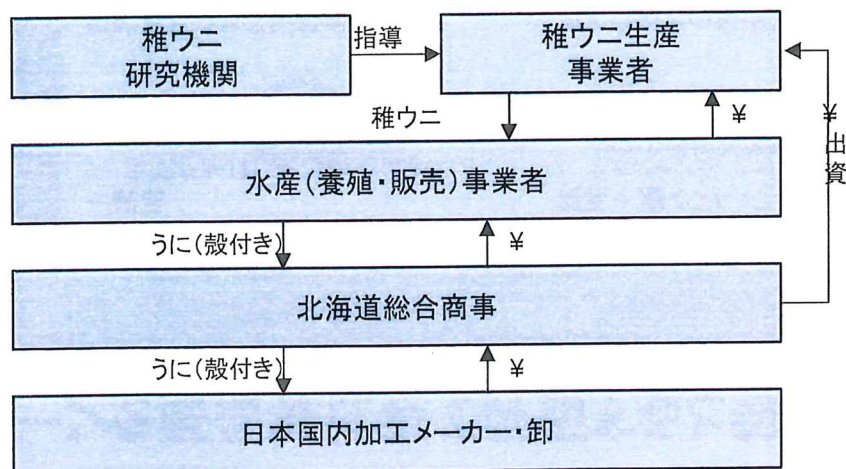 稚ウニ
研究機関
指導
稚ウニ生産
事業者
稚ウニ
¥
¥
出
資
水産(養殖・販売)事業者
うに(殻付き)
¥
北海道総合商事
うに(殻付き)
¥
日本国内加工メーカー・卸